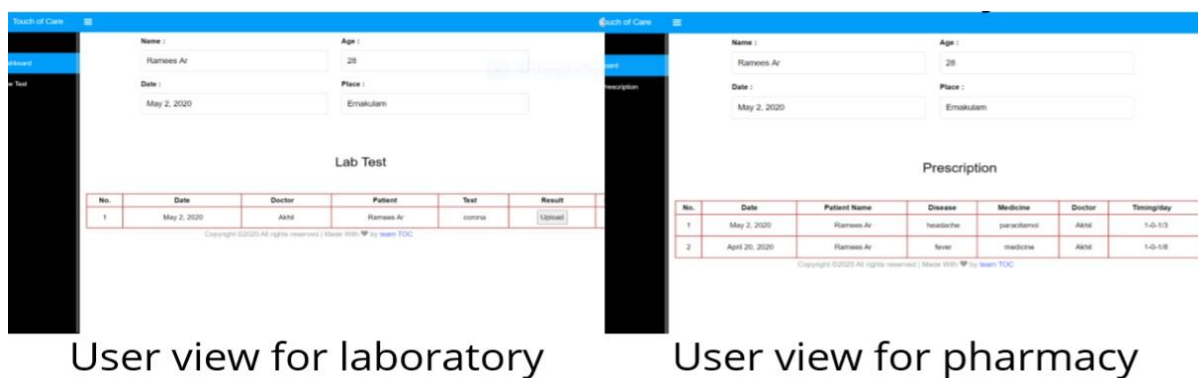 Touch of Care
Name :
Age :
Ramees Ar
28
Date :
Place :
May 2, 2020
Ernakulam
Lab Test
No. Date Doctor Patient Test Result
1 May 2, 2020 Akhil Ramees Ar corona Upload
Copyright ©2020 All rights reserved | Made With ♥ by team TOC
User view for laboratory
ouch of Care
Name :
Age :
Ramees Ar
28
Date :
Place :
May 2, 2020
Ernakulam
Prescription
No. Date Patient Name Disease Medicine Doctor Timing/day
1 May 2, 2020 Ramees Ar headache paracitamol Akhil 1-0-1/3
2 April 20, 2020 Ramees Ar fever medicine Akhil 1-0-1/8
Copyright ©2020 All rights reserved | Made With ♥ by team TOC
User view for pharmacy